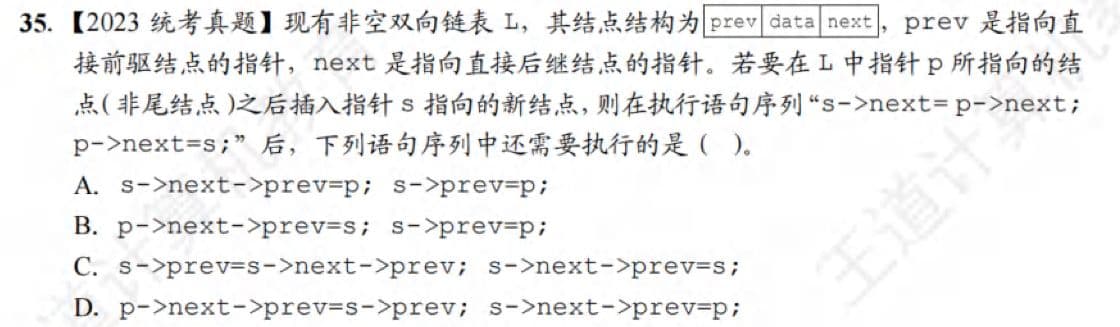 35. 【2023 统考真题】现有非空双向链表 L，其结点结构为 prev data next ，prev 是指向直
接前驱结点的指针，next 是指向直接后继结点的指针。若要在 L 中指针 p 所指向的结
点(非尾结点)之后插入指针 s 指向的新结点,则在执行语句序列“s->next=p->next;
p->next=s;”后，下列语句序列中还需要执行的是（ ）。
A. s->next->prev=p; s->prev=p;
B. p->next->prev=s; s->prev=p;
C. s->prev=s->next->prev; s->next->prev=s;
D. p->next->prev=s->prev; s->next->prev=p;
王道计算机